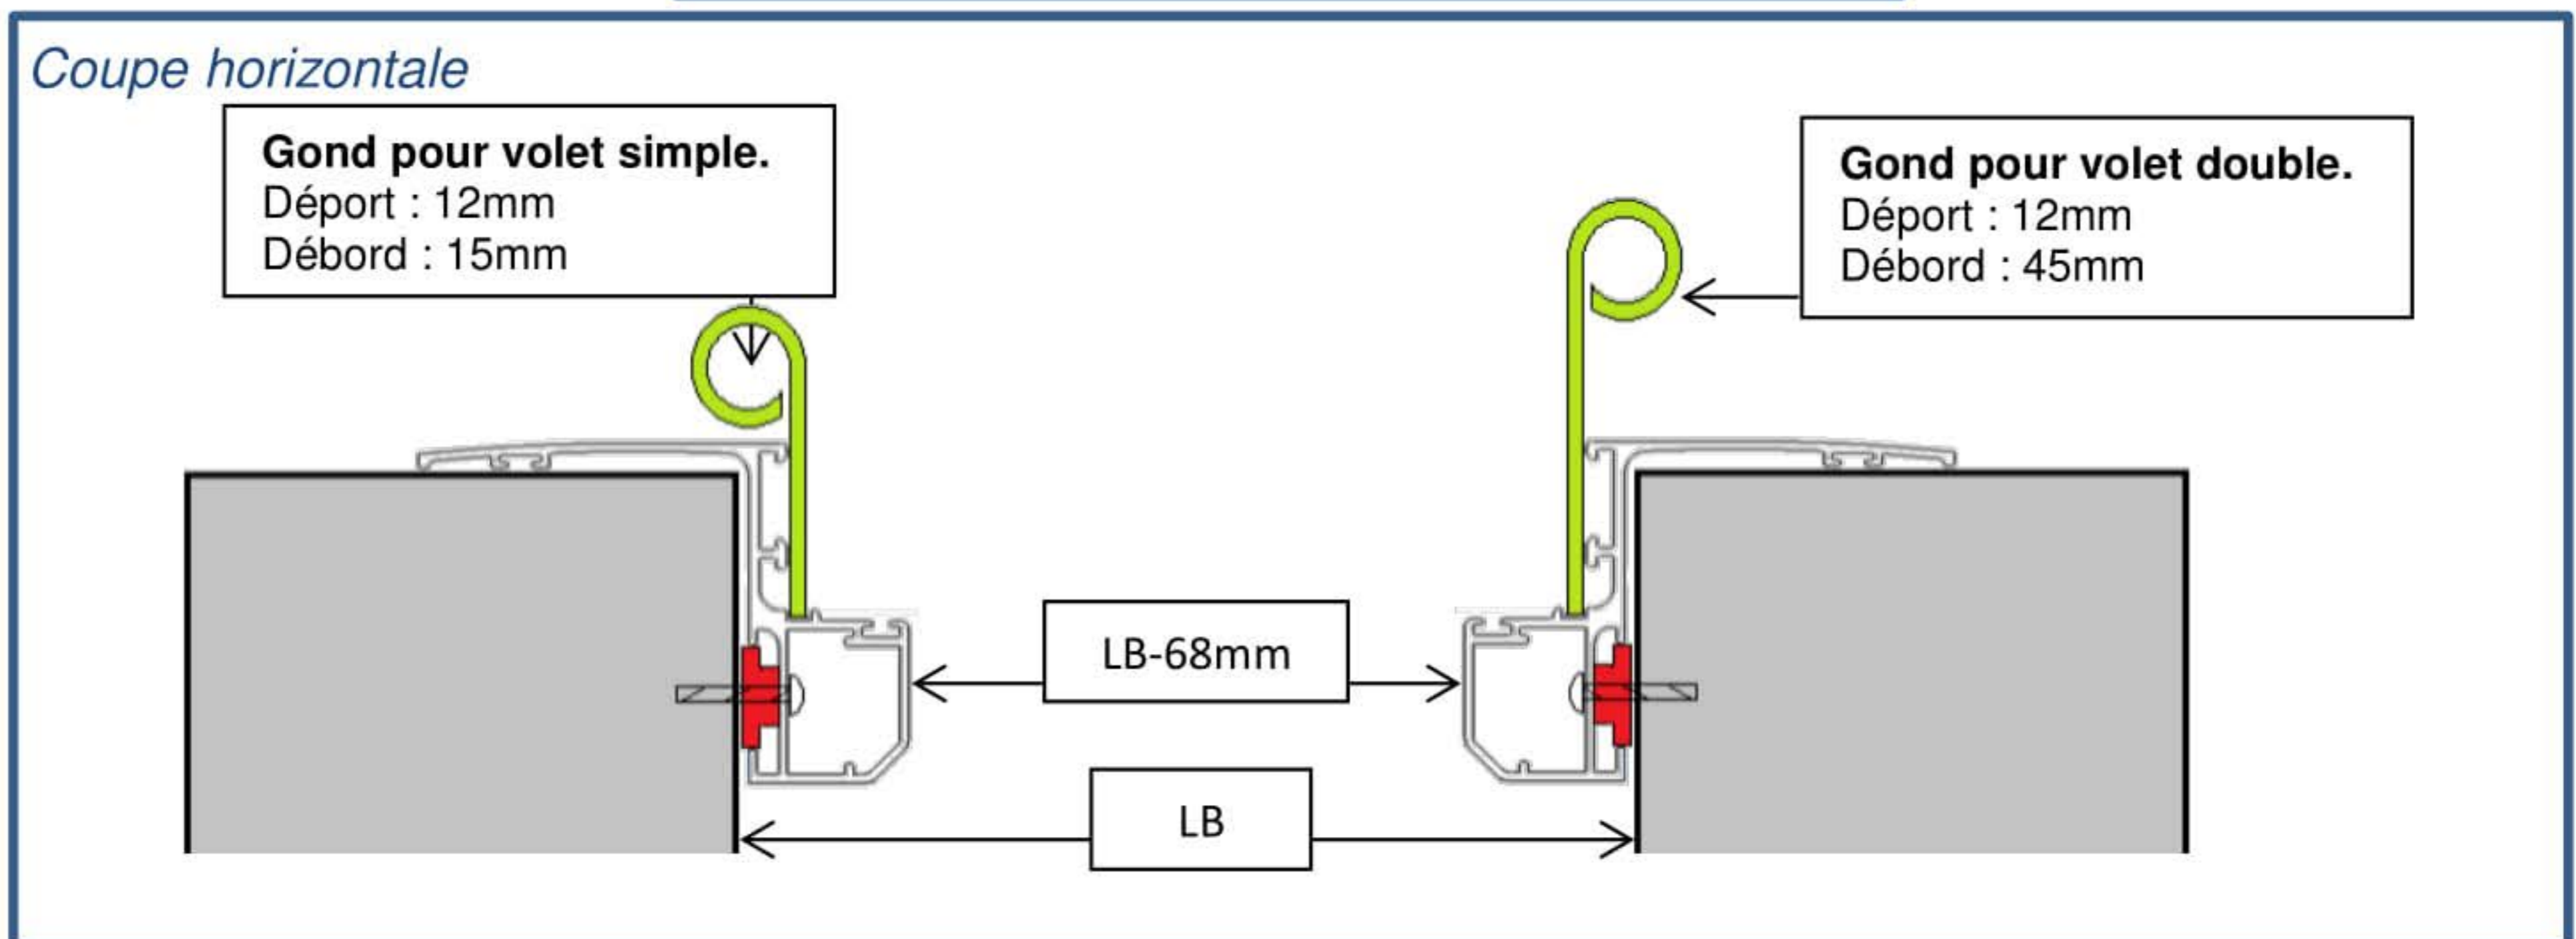 Coupe horizontale
Gond pour volet simple.
Déport : 12mm
Débord : 15mm
Gond pour volet double.
Déport : 12mm
Débord : 45mm
LB-68mm
LB